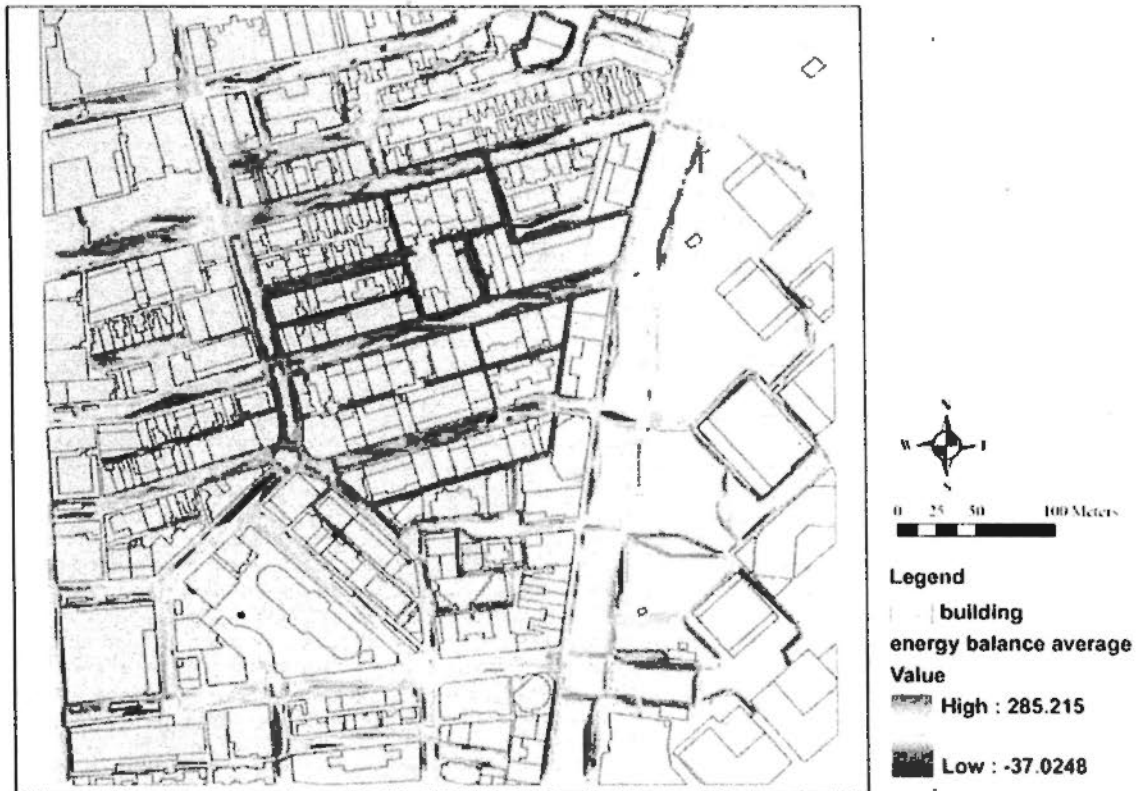 N
W
S
0 25 50 100 Meters
Legend
building
energy balance average
Value
High : 285.215
Low : -37.0248